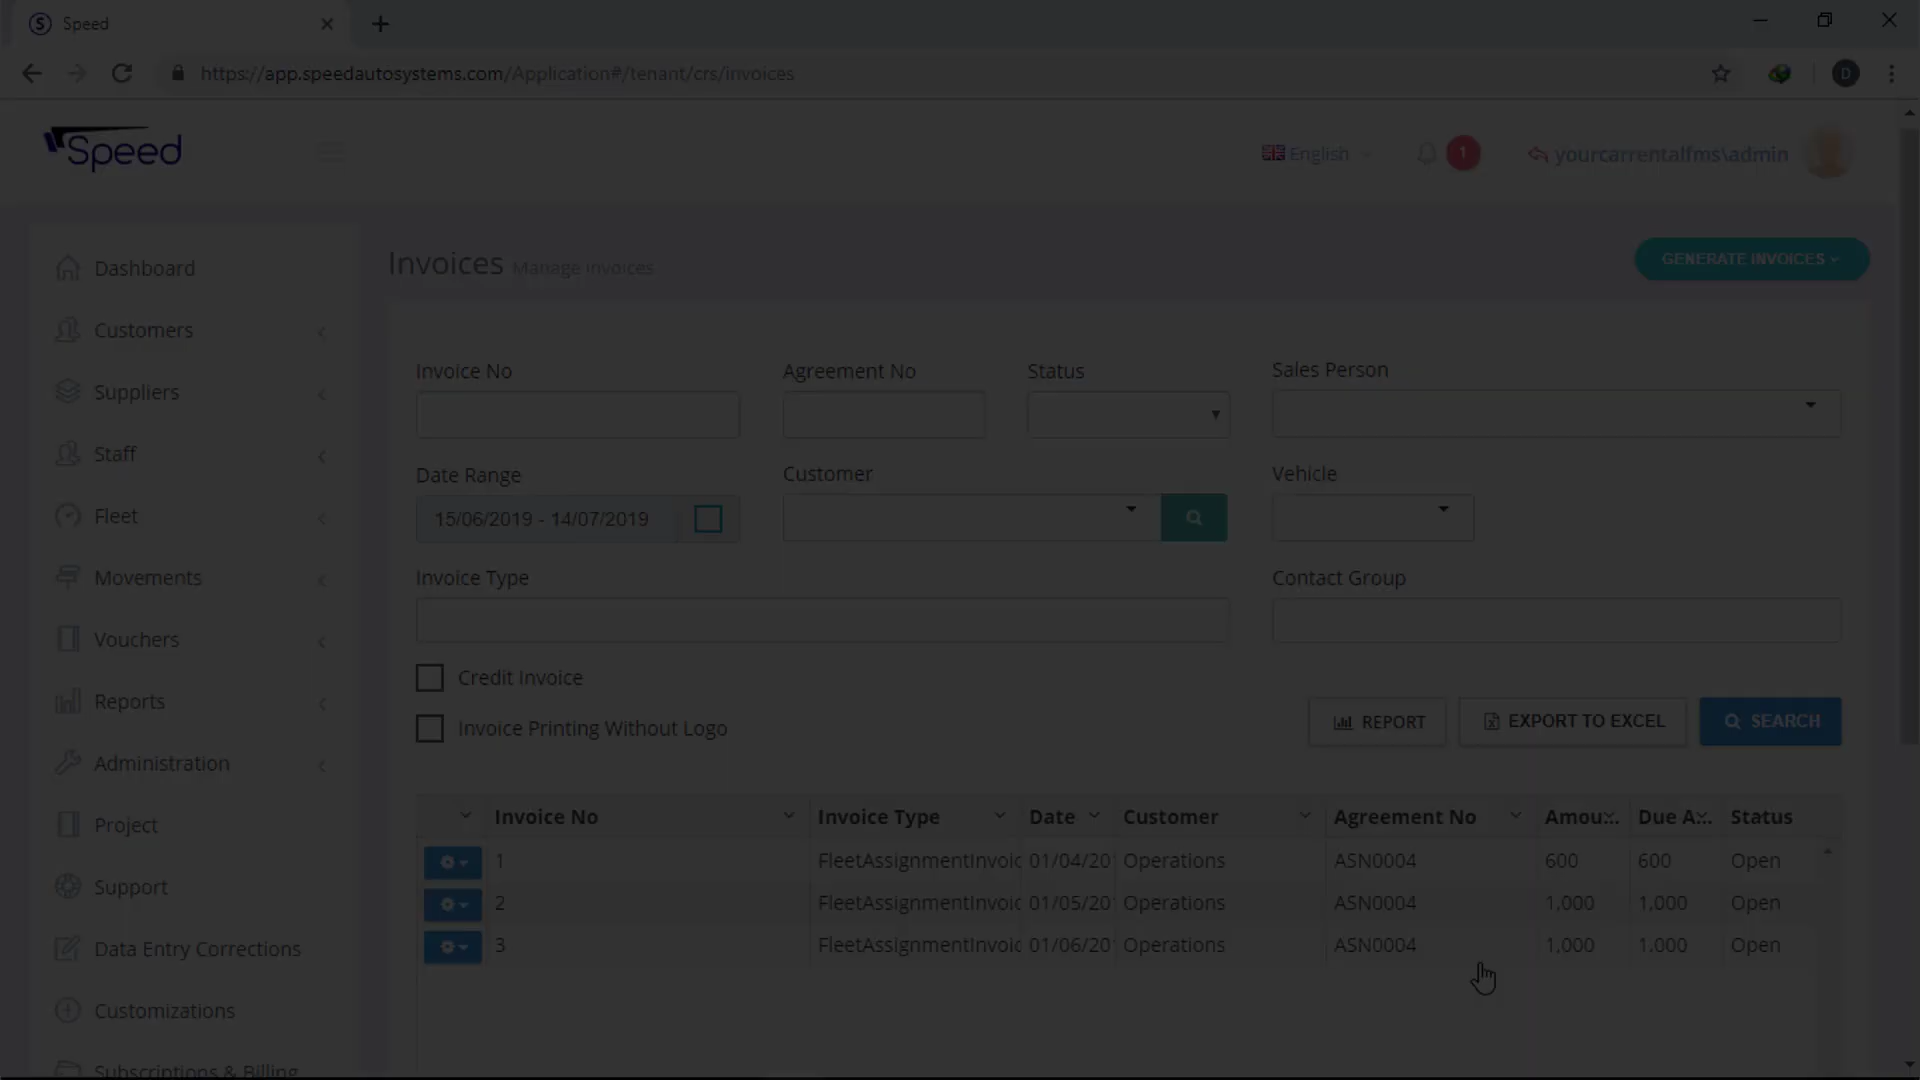 Speed
https://app.speedautosystems.com/Application#/tenant/crs/invoices
D
Speed
English
1
yourcarrentalfms\admin
Dashboard
Customers
Suppliers
Staff
Fleet
Movements
Vouchers
Reports
Administration
Project
Support
Data Entry Corrections
Customizations
Subscriptions & Billing
Invoices Manage Invoices
GENERATE INVOICES
Invoice No
Agreement No
Status
Sales Person
Date Range
Customer
Vehicle
15/06/2019 - 14/07/2019
Invoice Type
Contact Group
Credit Invoice
Invoice Printing Without Logo
REPORT
EXPORT TO EXCEL
SEARCH
Invoice No Invoice Type Date Customer Agreement No Amou... Due A... Status
1 FleetAssignmentInvoic 01/04/20 Operations ASN0004 600 600 Open
2 FleetAssignmentInvoic 01/05/20 Operations ASN0004 1,000 1,000 Open
3 FleetAssignmentInvoic 01/06/20 Operations ASN0004 1,000 1,000 Open